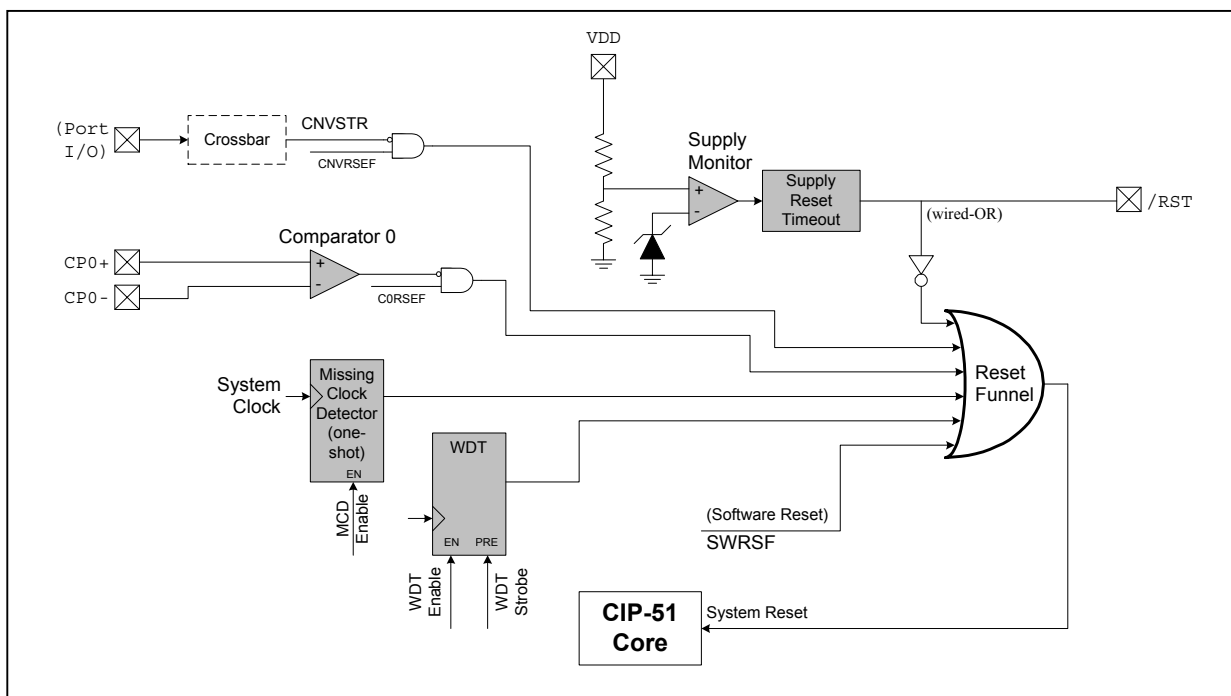 VDD
(Port
I/O)
Crossbar
CNVSTR
CNVRSEF
Supply
Monitor
+
-
Supply
Reset
Timeout
(wired-OR)
/RST
Comparator 0
CP0+
CP0-
+
-
C0RSEF
System
Clock
Missing
Clock
Detector
(one-
shot)
EN
MCD
Enable
WDT
EN
PRE
WDT
Enable
WDT
Strobe
Reset
Funnel
(Software Reset)
SWRSF
CIP-51
Core
System Reset